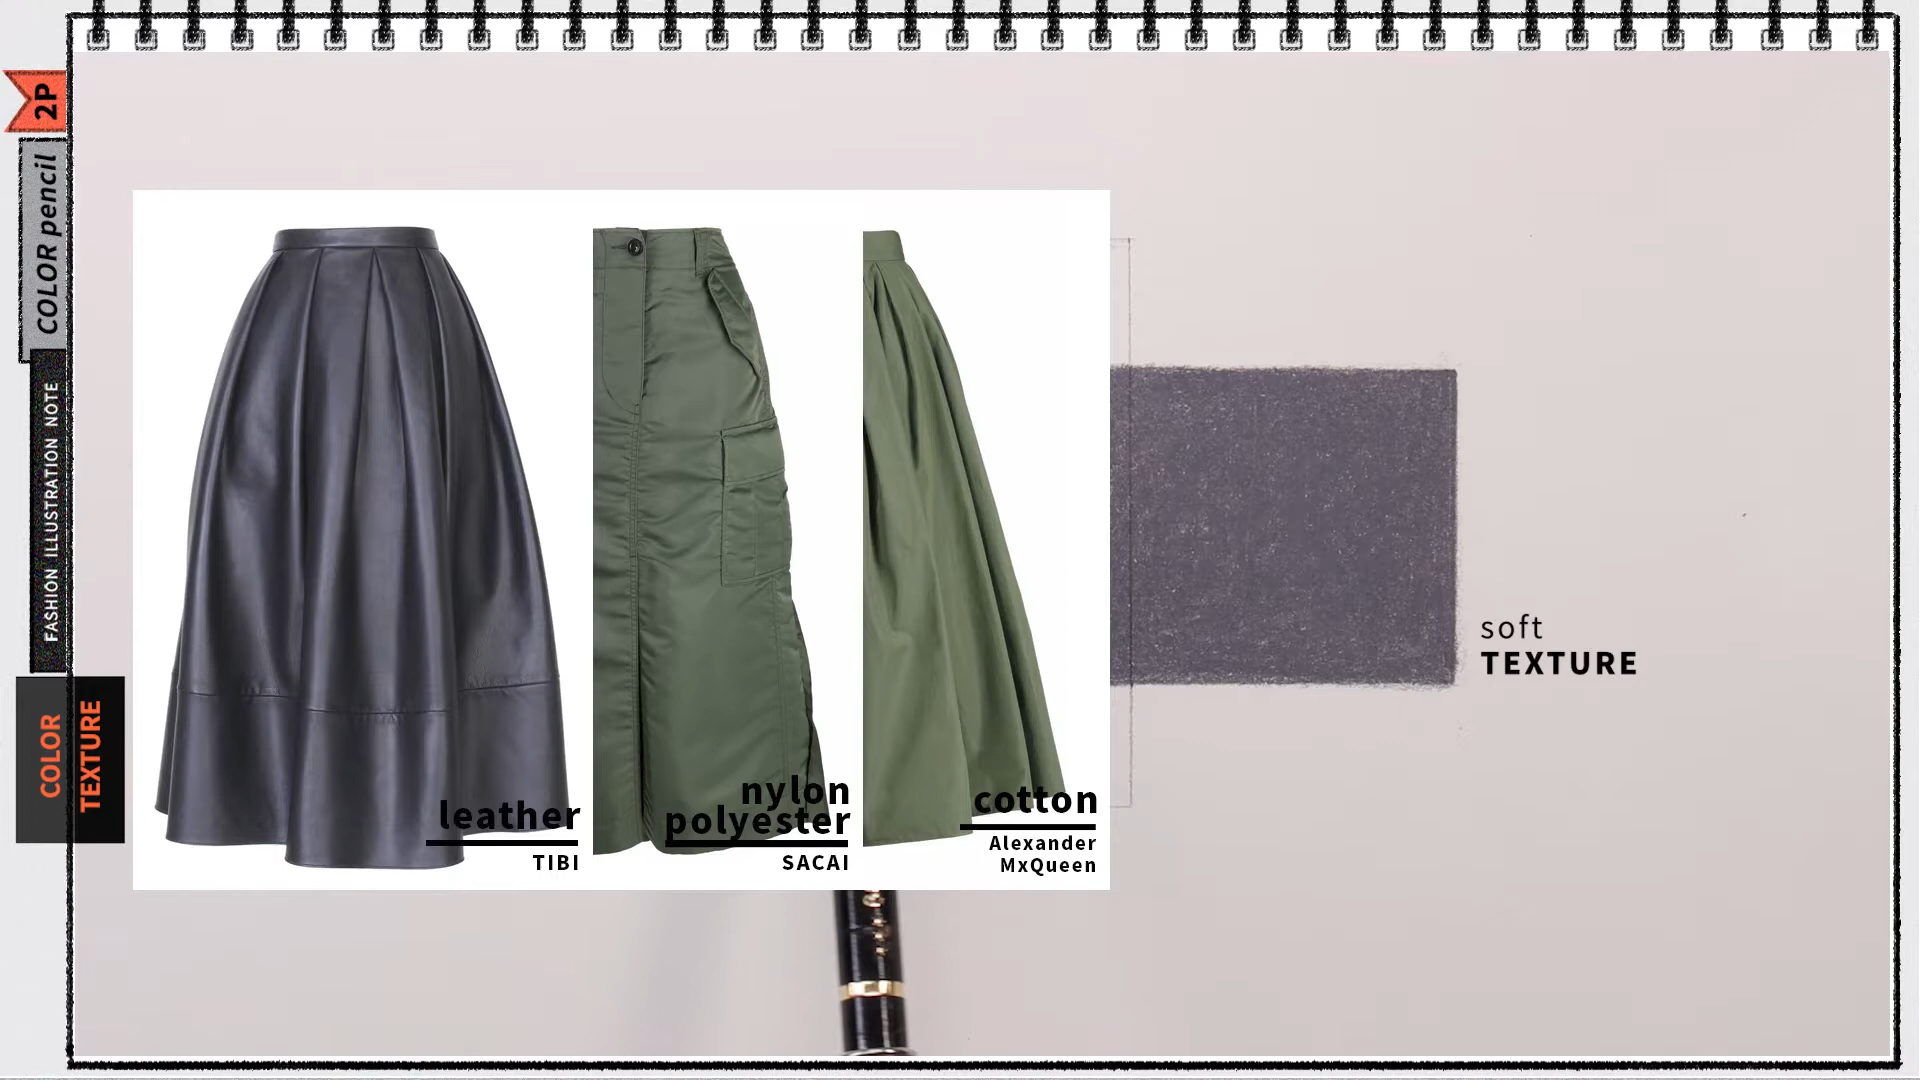 2P
COLOR pencil
FASHION ILLUSTRATION NOTE
COLOR
TEXTURE
leather
TIBI
nylon
polyester
SACAI
cotton
Alexander
MxQueen
soft
TEXTURE